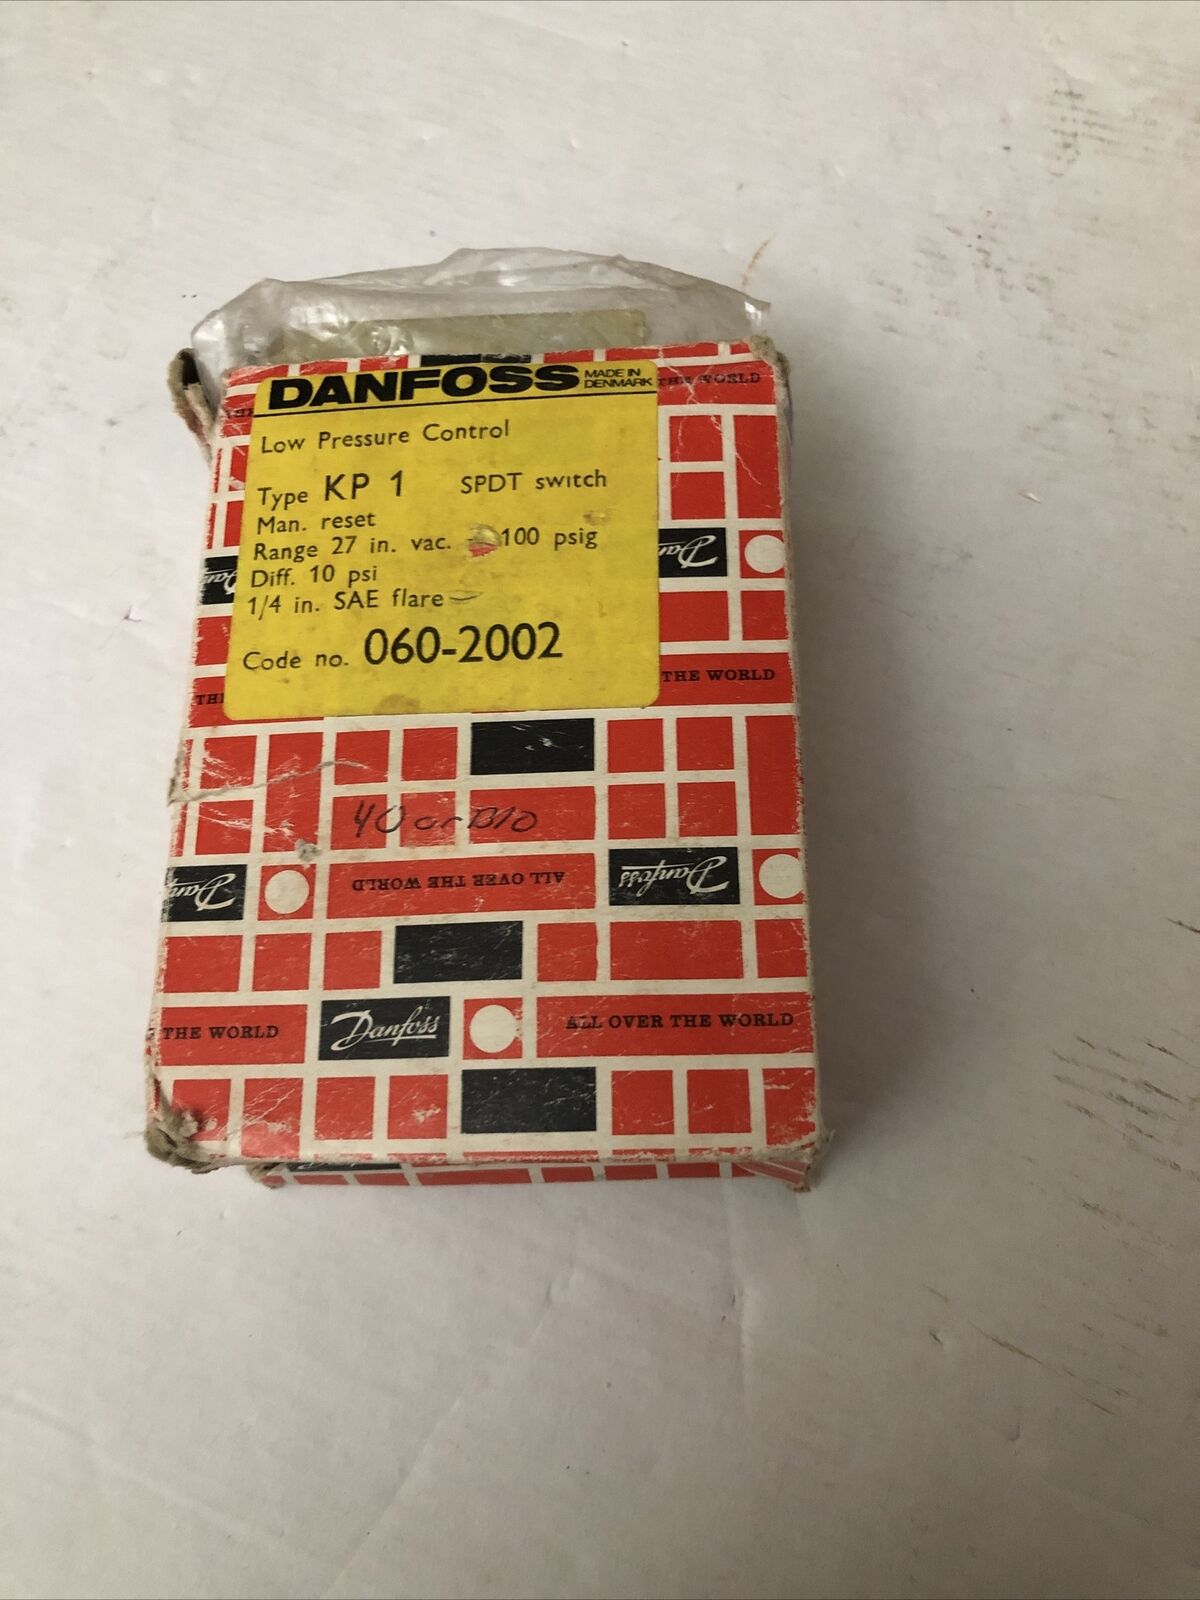 DANFOSS MADE IN DENMARK
THE WORLD
Low Pressure Control
Type KP 1 SPDT switch
Man. reset
Range 27 in. vac. 100 psig
Diff. 10 psi
1/4 in. SAE flare
Code no. 060-2002
THE WORLD
40 or
ALL OVER THE WORLD
Danfoss
THE WORLD
Danfoss
ALL OVER THE WORLD